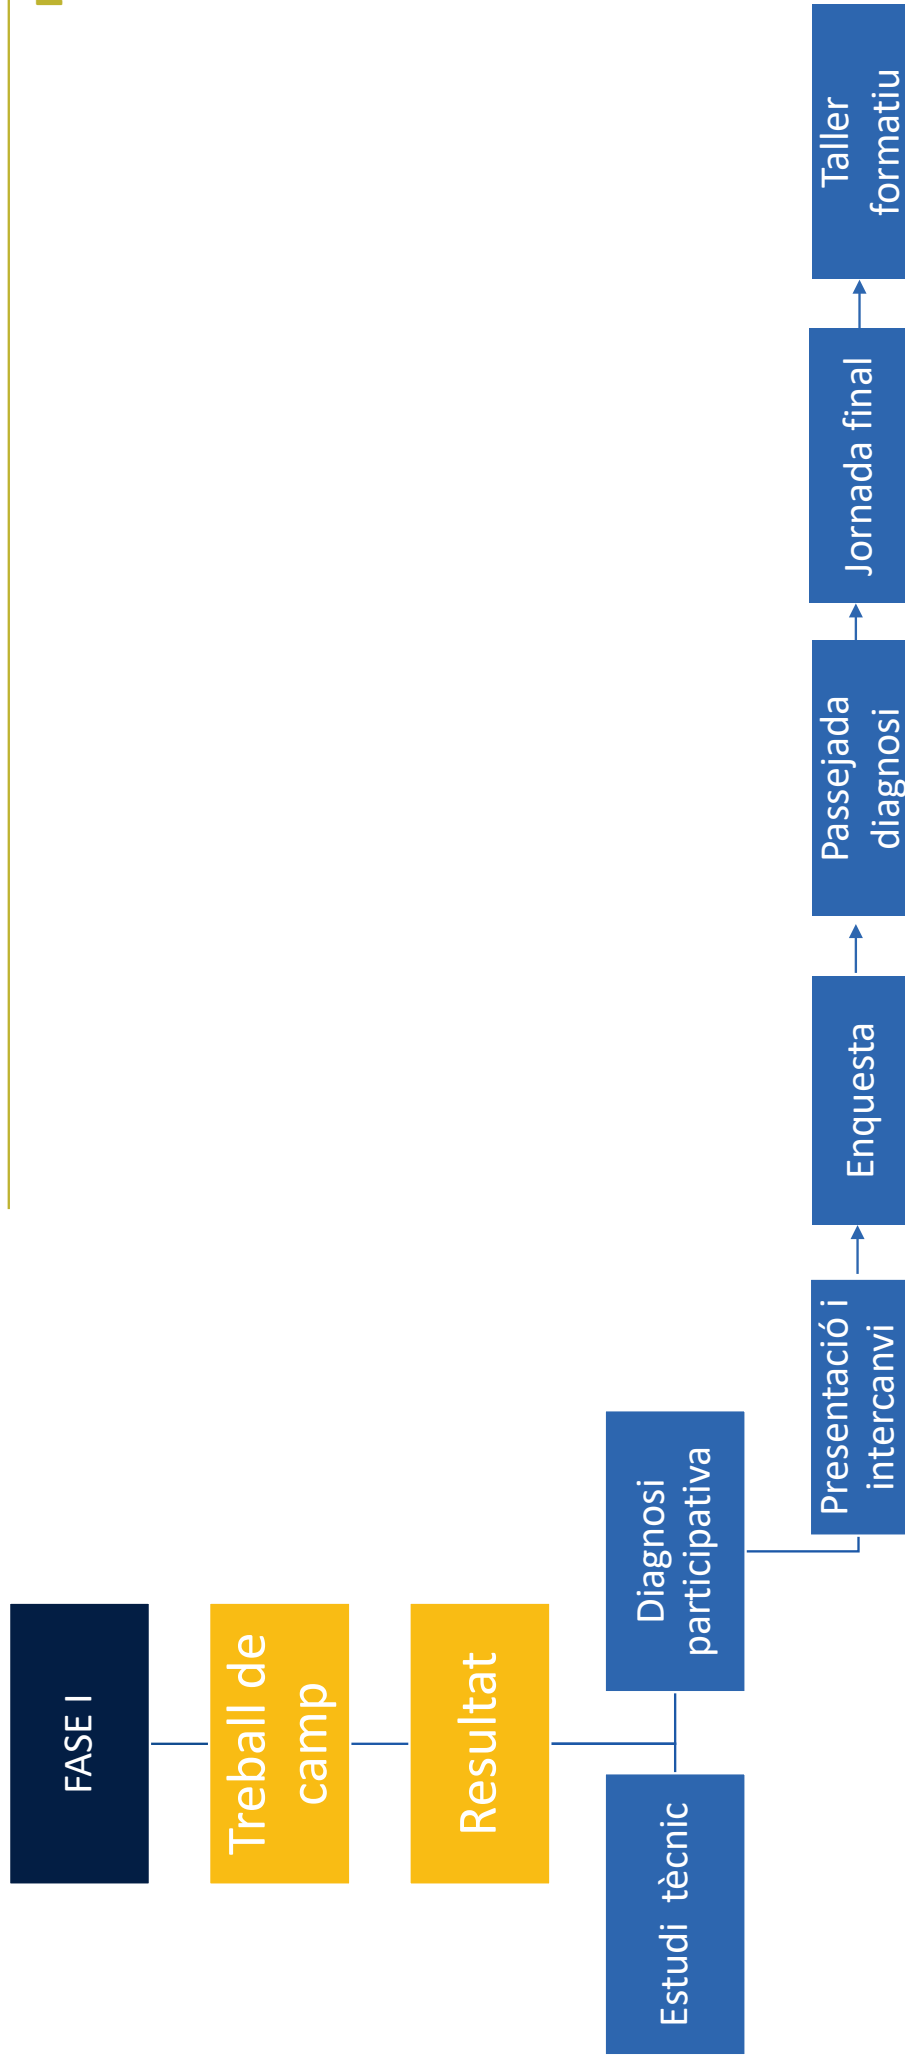 FASE I
Treball de
camp
Resultat
Estudi tècnic
Diagnosi
participativa
Presentació i
intercanvi
Enquesta
Passejada
diagnosi
Jornada final
Taller
formatiu